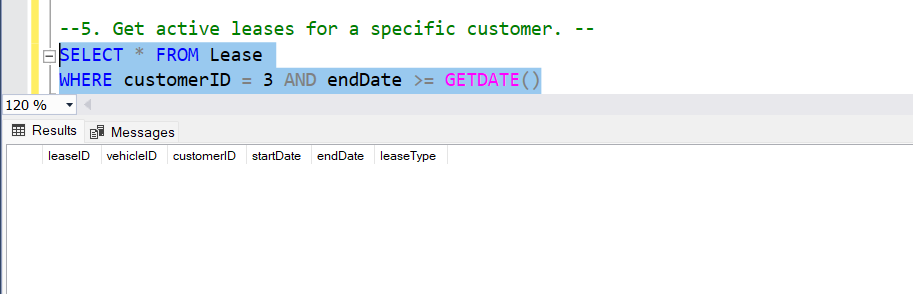 --5. Get active leases for a specific customer. --
SELECT * FROM Lease
WHERE customerID = 3 AND endDate >= GETDATE()
120 %
Results Messages
leaseID vehicleID customerID startDate endDate leaseType